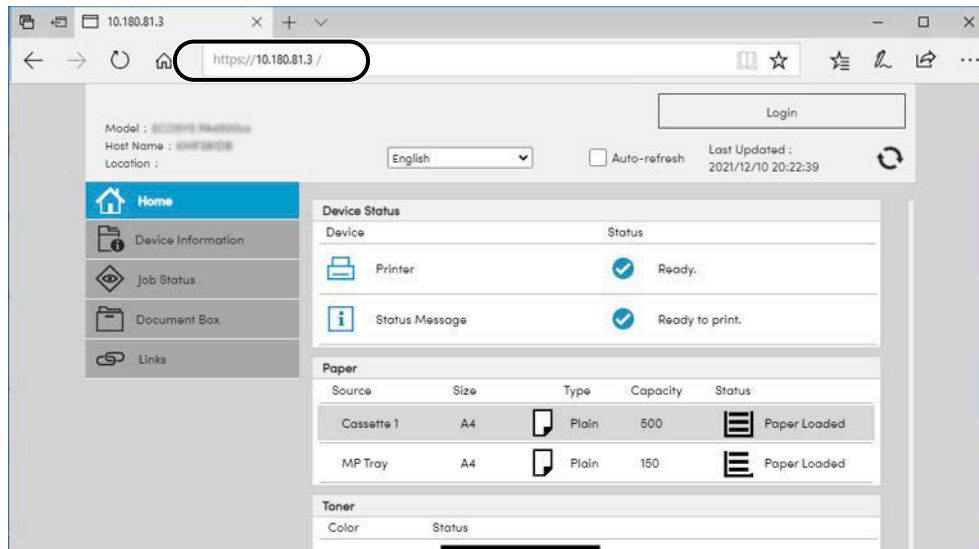 10.180.81.3
https://10.180.81.3 /
Login
Model :
Host Name :
Location :
English
Auto-refresh
Last Updated :
2021/12/10 20:22:39
Home
Device Information
Job Status
Document Box
Links
Device Status
Device Status
Printer Ready.
i Status Message Ready to print.
Paper
Source Size Type Capacity Status
Cassette 1 A4 Plain 500 Paper Loaded
MP Tray A4 Plain 150 Paper Loaded
Toner
Color Status